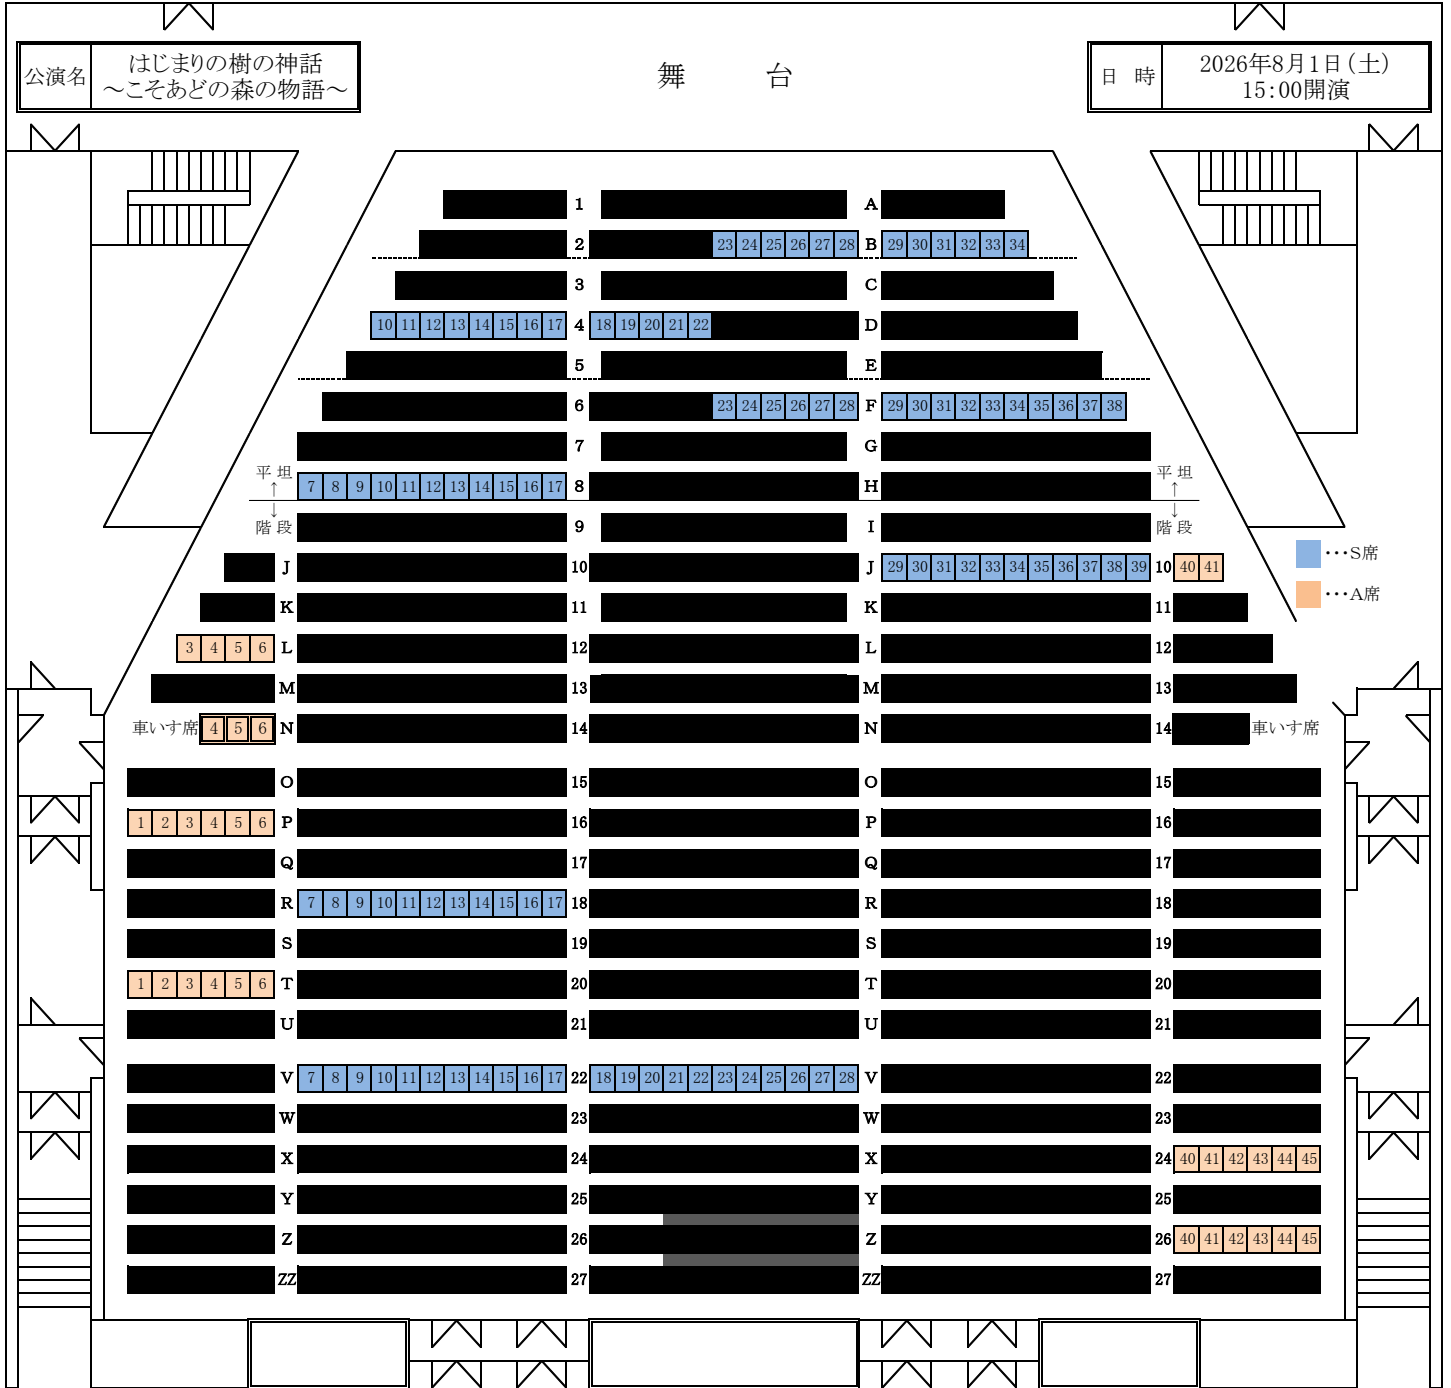 公演名
はじまりの樹の神話
～こそあどの森の物語～
舞 台
日 時
2026年8月1日（土）
15：00開演
1 A
2 23 24 25 26 27 28 B 29 30 31 32 33 34
3 C
10 11 12 13 14 15 16 17 4 18 19 20 21 22 D
5 E
6 23 24 25 26 27 28 F 29 30 31 32 33 34 35 36 37 38
7 G
平 坦 平 坦
↑ ↑
7 8 9 10 11 12 13 14 15 16 17 8 H
↓ ↓
階 段 9 I 階 段
･･･S席
J 10 J 29 30 31 32 33 34 35 36 37 38 39 10 40 41
･･･A席
K 11 K 11
3 4 5 6 L 12 L 12
M 13 M 13
車いす席 4 5 6 N 14 N 14 車いす席
O 15 O 15
1 2 3 4 5 6 P 16 P 16
Q 17 Q 17
R 7 8 9 10 11 12 13 14 15 16 17 18 R 18
S 19 S 19
1 2 3 4 5 6 T 20 T 20
U 21 U 21
V 7 8 9 10 11 12 13 14 15 16 17 22 18 19 20 21 22 23 24 25 26 27 28 V 22
W 23 W 23
X 24 X 24 40 41 42 43 44 45
Y 25 Y 25
Z 26 Z 26 40 41 42 43 44 45
ZZ 27 ZZ 27